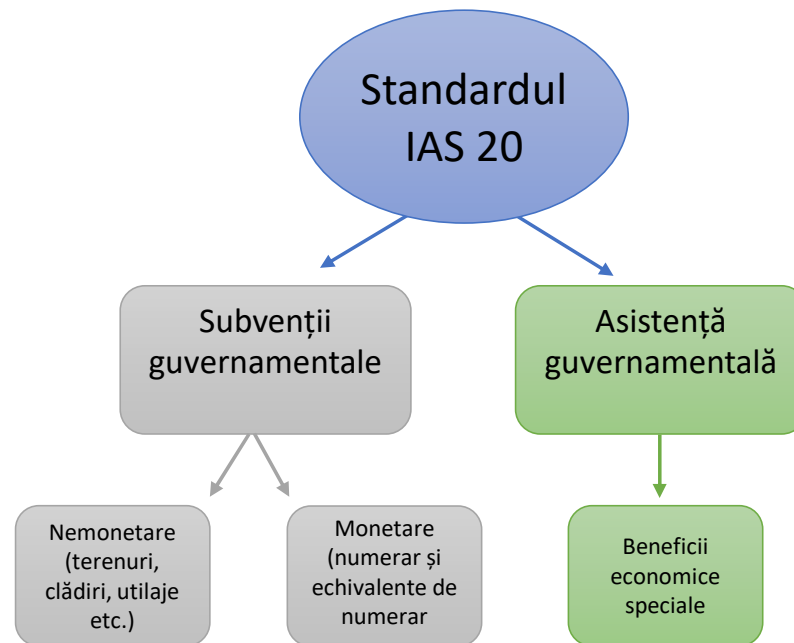 Standardul
IAS 20
Subvenții
guvernamentale
Asistență
guvernamentală
Nemonetare
(terenuri,
clădiri, utilaje
etc.)
Monetare
(numerar și
echivalente de
numerar
Beneficii
economice
speciale